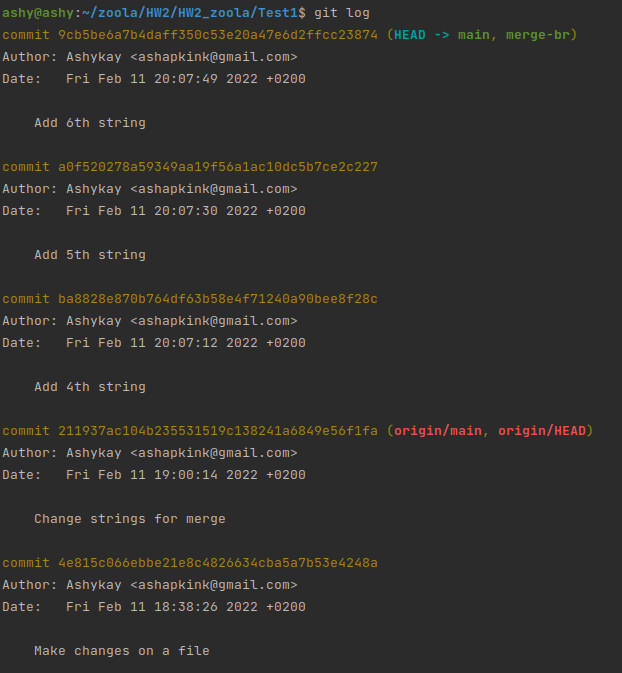 ashy@ashy:~/zoola/HW2/HW2_zoola/Test1$ git log
commit 9cb5be6a7b4daff350c53e20a47e6d2ffcc23874 (HEAD -> main, merge-br)
Author: Ashykay <ashapkink@gmail.com>
Date:   Fri Feb 11 20:07:49 2022 +0200
    Add 6th string
commit a0f520278a59349aa19f56a1ac10dc5b7ce2c227
Author: Ashykay <ashapkink@gmail.com>
Date:   Fri Feb 11 20:07:30 2022 +0200
    Add 5th string
commit ba8828e870b764df63b58e4f71240a90bee8f28c
Author: Ashykay <ashapkink@gmail.com>
Date:   Fri Feb 11 20:07:12 2022 +0200
    Add 4th string
commit 211937ac104b235531519c138241a6849e56f1fa (origin/main, origin/HEAD)
Author: Ashykay <ashapkink@gmail.com>
Date:   Fri Feb 11 19:00:14 2022 +0200
    Change strings for merge
commit 4e815c066ebbe21e8c4826634cba5a7b53e4248a
Author: Ashykay <ashapkink@gmail.com>
Date:   Fri Feb 11 18:38:26 2022 +0200
    Make changes on a file